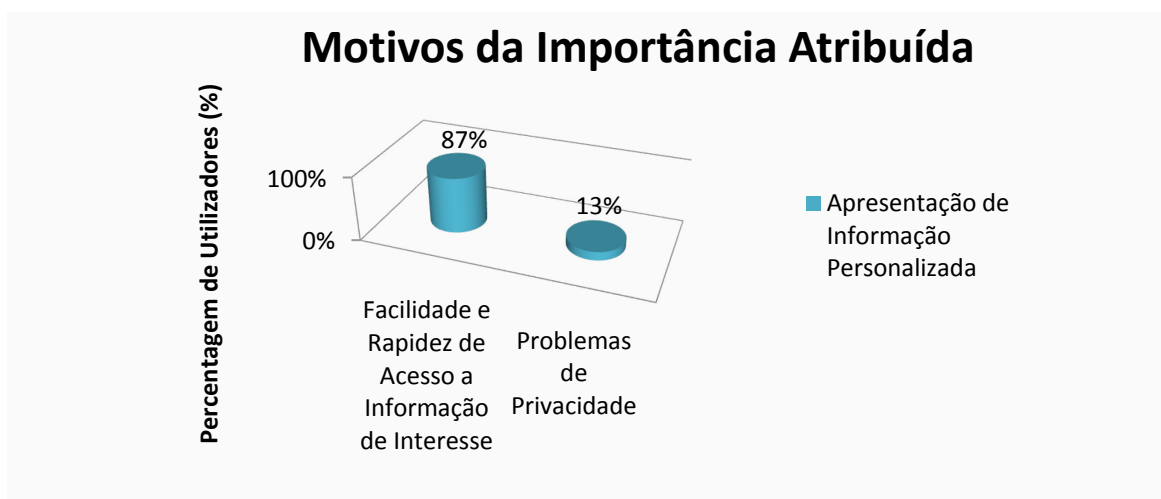 Motivos da Importância Atribuída
Percentagem de Utilizadores (%)
100%
0%
87%
13%
Facilidade e
Rapidez de
Acesso a
Informação
de Interesse
Problemas
de
Privacidade
Apresentação de
Informação
Personalizada